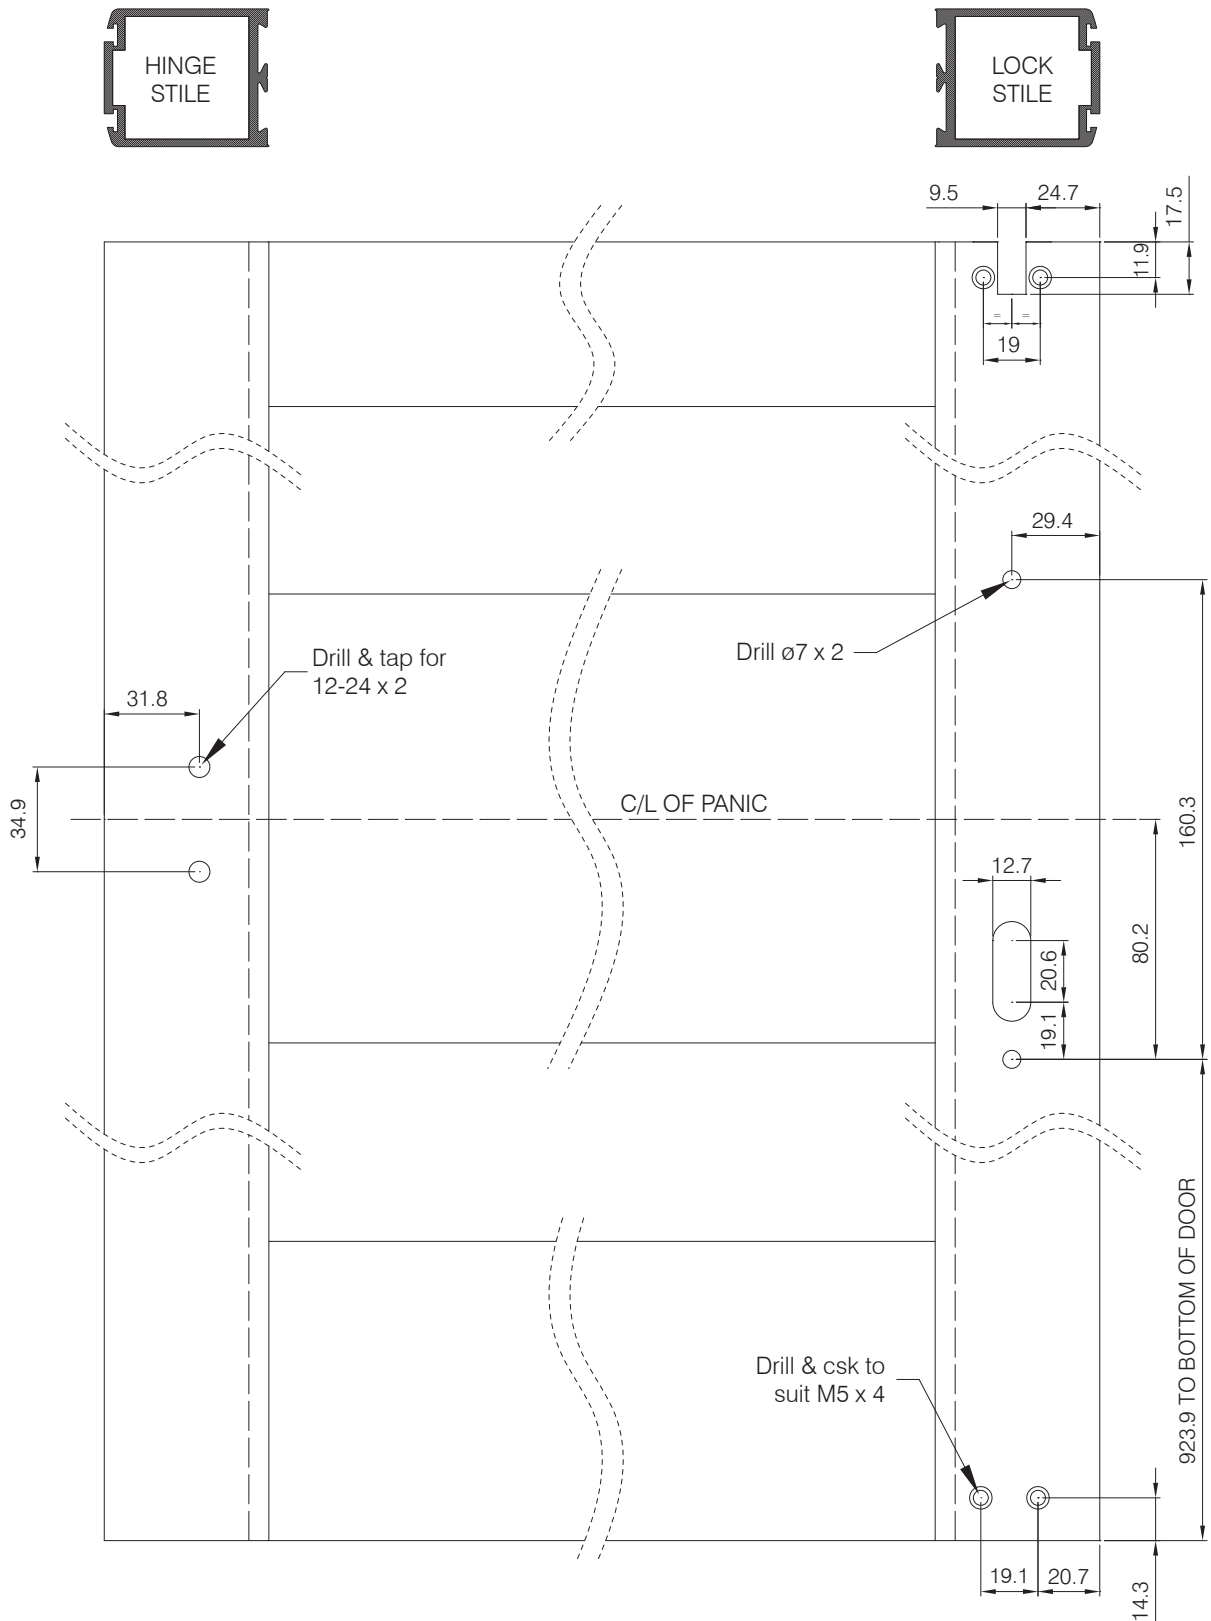 HINGE
STILE
LOCK
STILE
9.5
24.7
17.5
11.9
= =
19
29.4
Drill & tap for
12-24 x 2
Drill ø7 x 2
31.8
34.9
C/L OF PANIC
160.3
12.7
80.2
20.6
19.1
923.9 TO BOTTOM OF DOOR
Drill & csk to
suit M5 x 4
19.1
20.7
14.3